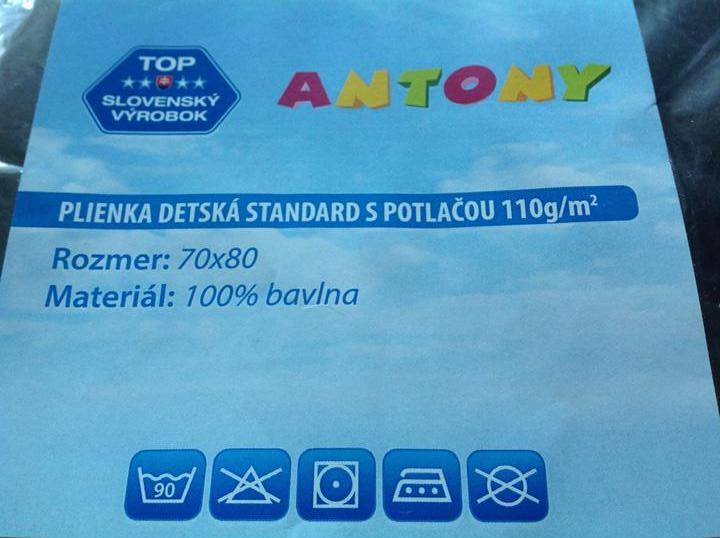 TOP
SLOVENSKÝ
VÝROBOK
ANTONY
PLIENKA DETSKÁ STANDARD S POTLAČOU 110g/m²
Rozmer: 70x80
Materiál: 100% bavlna
90